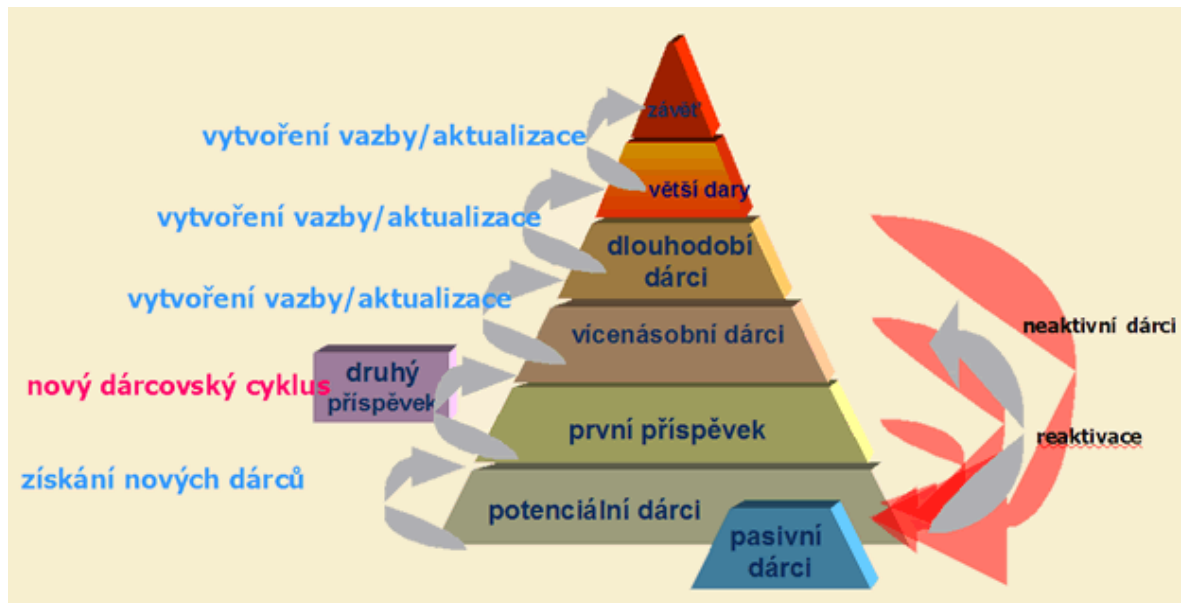 závěť
vytvoření vazby/aktualizace
větší dary
vytvoření vazby/aktualizace
dlouhodobí
dárci
vytvoření vazby/aktualizace
vícenásobní dárci
neaktivní dárci
nový dárcovský cyklus
druhý
příspěvek
první příspěvek
reaktivace
získání nových dárců
potenciální dárci
pasivní
dárci